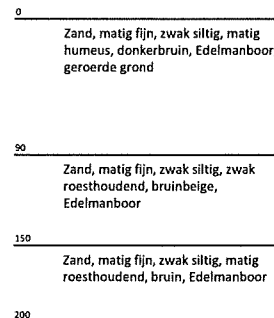 0
Zand, matig fijn, zwak siltig, matig
humeus, donkerbruin, Edelmanboor
geroerde grond
90
Zand, matig fijn, zwak siltig, zwak
roesthoudend, bruinbeige,
Edelmanboor
150
Zand, matig fijn, zwak siltig, matig
roesthoudend, bruin, Edelmanboor
200